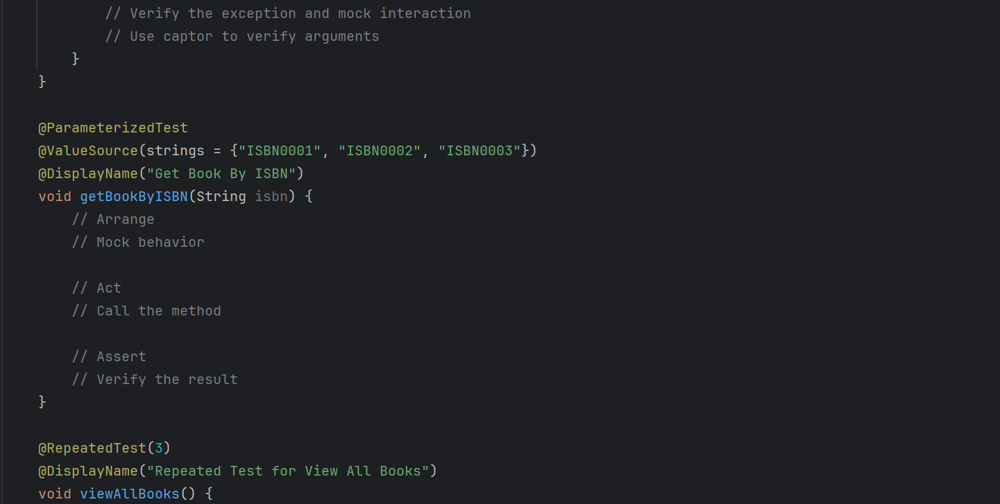 // Verify the exception and mock interaction
// Use captor to verify arguments
}
}
@ParameterizedTest
@ValueSource(strings = {"ISBN0001", "ISBN0002", "ISBN0003"})
@DisplayName("Get Book By ISBN")
void getBookByISBN(String isbn) {
// Arrange
// Mock behavior
// Act
// Call the method
// Assert
// Verify the result
}
@RepeatedTest(3)
@DisplayName("Repeated Test for View All Books")
void viewAllBooks() {